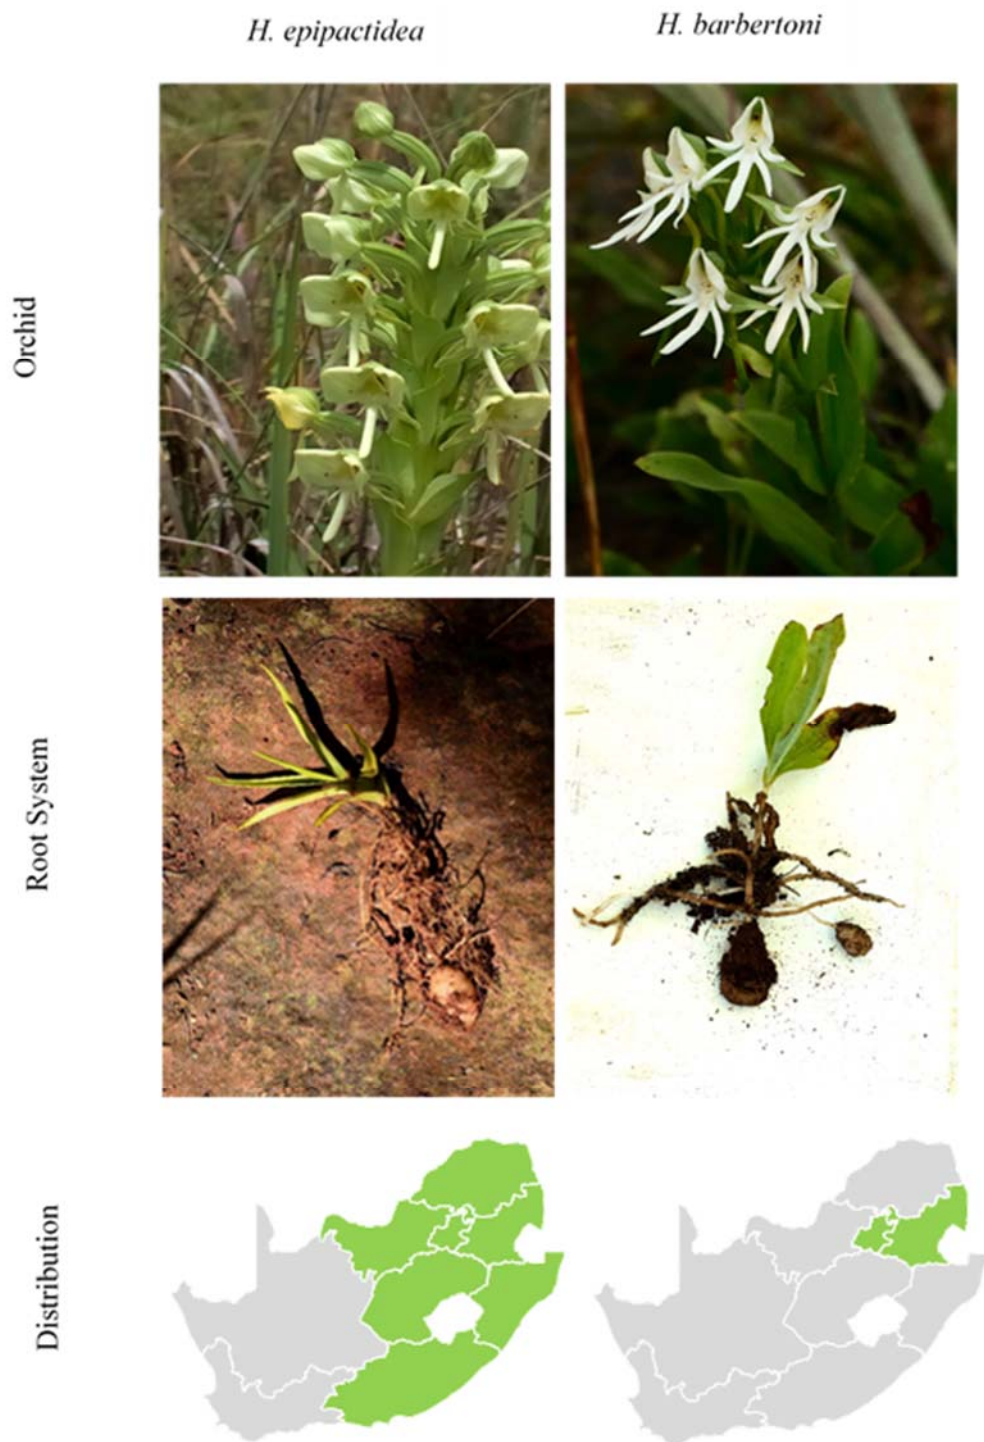 H. epipactidea
H. barbertoni
Orchid
Root System
Distribution